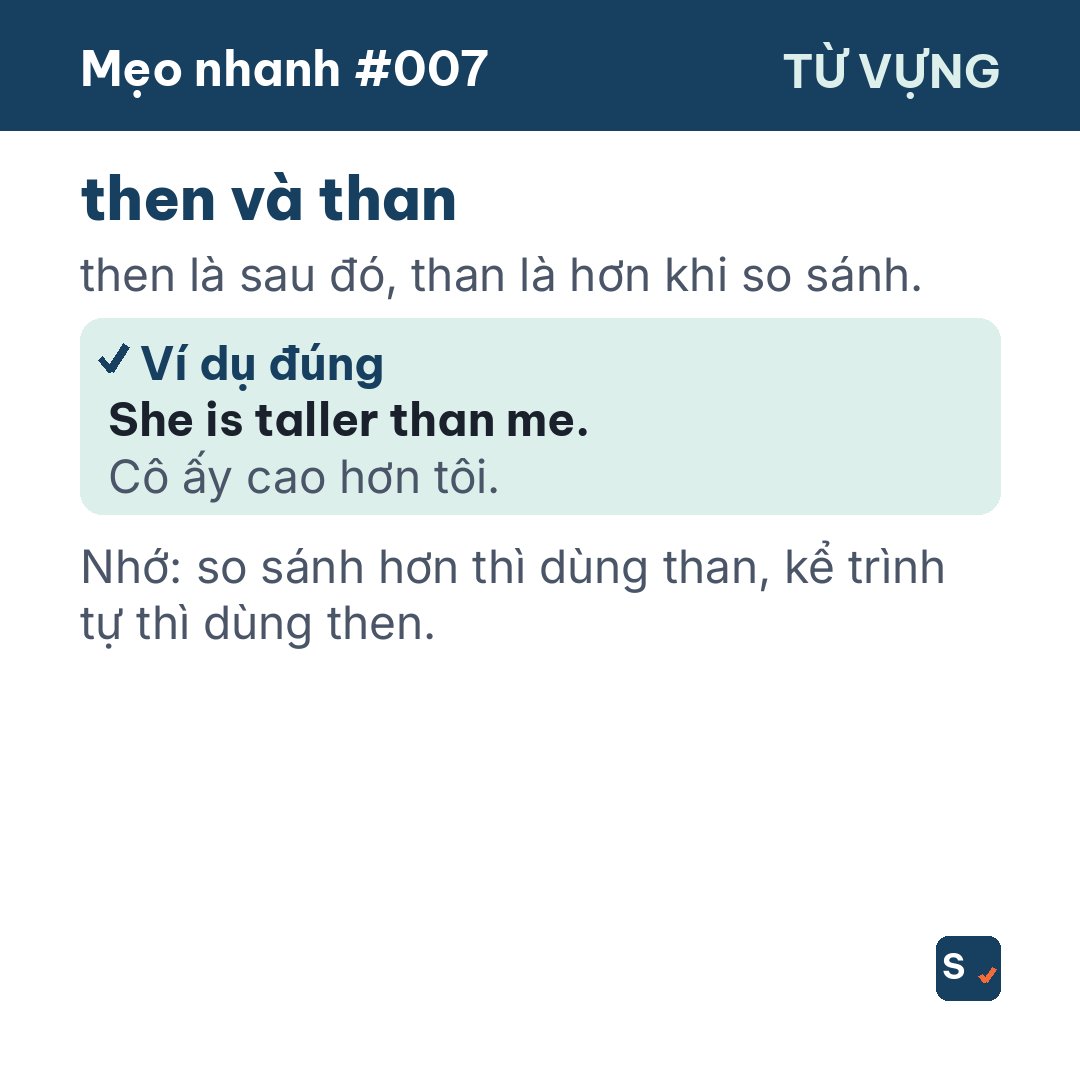 Mẹo nhanh #007
TỪ VỰNG
then và than
then là sau đó, than là hơn khi so sánh.
Ví dụ đúng
She is taller than me.
Cô ấy cao hơn tôi.
Nhớ: so sánh hơn thì dùng than, kể trình
tự thì dùng then.
S